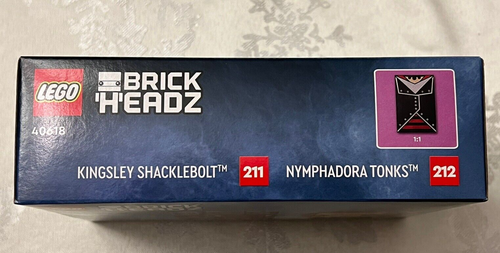 LEGO
BRICK
HEADZ
40618
1:1
KINGSLEY SHACKLEBOLT™ 211 NYMPHADORA TONKS™ 212